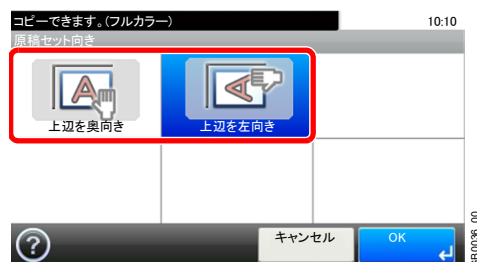 コピーできます。(フルカラー)
10:10
原稿セット向き
上辺を奥向き
上辺を左向き
キャンセル
OK